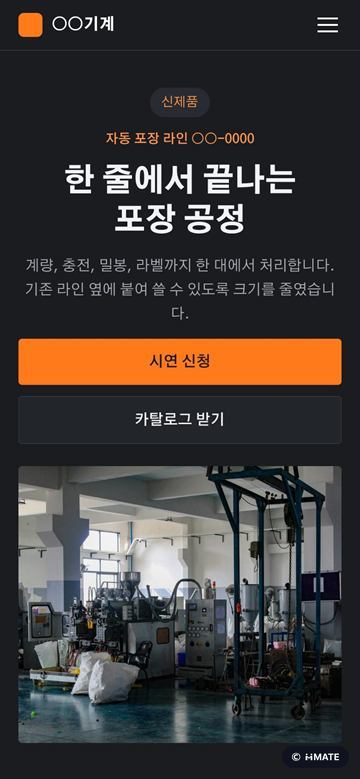 ○○기계
신제품
자동 포장 라인 ○○-0000
한 줄에서 끝나는
포장 공정
계량, 충전, 밀봉, 라벨까지 한 대에서 처리합니다.
기존 라인 옆에 붙여 쓸 수 있도록 크기를 줄였습니
다.
시연 신청
카탈로그 받기
© HMATE